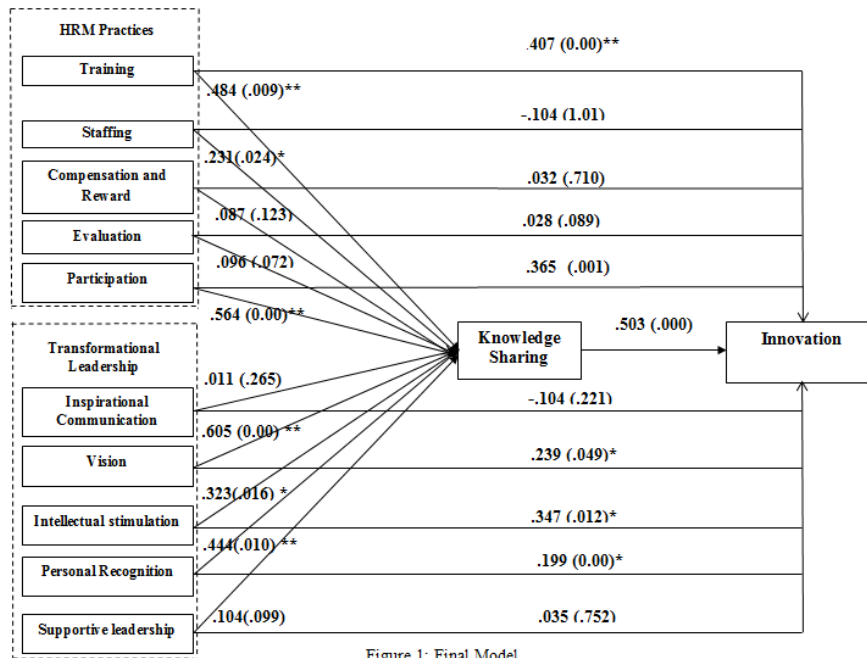 HRM Practices
.407 (0.00)**
Training
.484 (.009)**
-.104 (1.01)
Staffing
.231(.024)*
Compensation and
Reward
.032 (.710)
.087 (.123)
.028 (.089)
Evaluation
.096 (.072)
.365 (.001)
Participation
.564 (0.00)**
Knowledge
Sharing
.503 (.000)
Innovation
Transformational
Leadership
.011 (.265)
Inspirational
Communication
-.104 (.221)
.605 (0.00) **
.239 (.049)*
Vision
.323(.016) *
.347 (.012)*
Intellectual stimulation
.444(.010) **
.199 (0.00)*
Personal Recognition
.104(.099)
.035 (.752)
Supportive leadership
Figure 1: Final Model